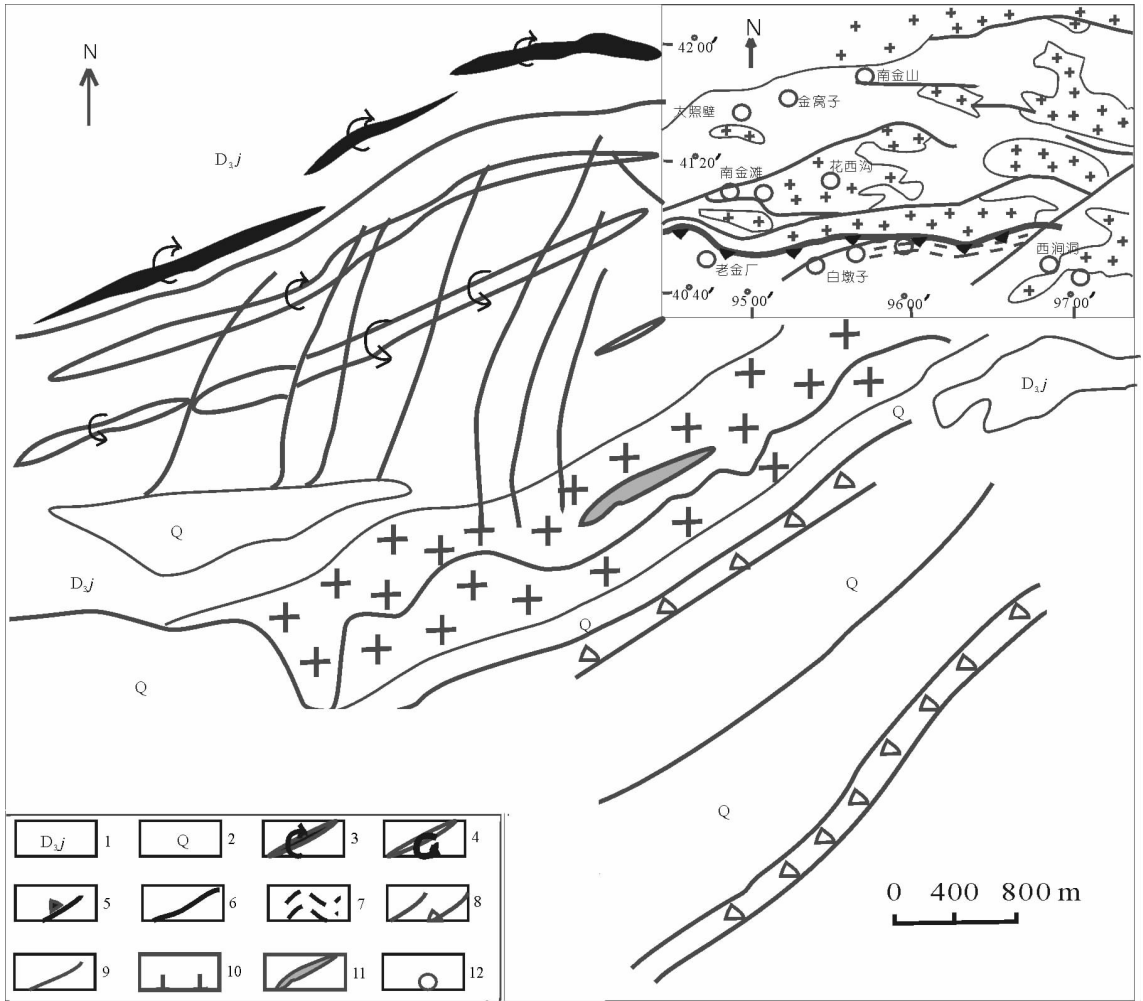 N
D₃j
N
42°00′
南金山
金窝子
大照壁
41°20′
南金滩
花西沟
老金厂
白墩子
西涧洞
40°40′
95°00′
96°00′
97°00′
D₃j
Q
Q
D₃j
Q
Q
Q
Q
D₃j 1
Q 2
3
4
5
6
7
8
9
10
11
12
0 400 800 m